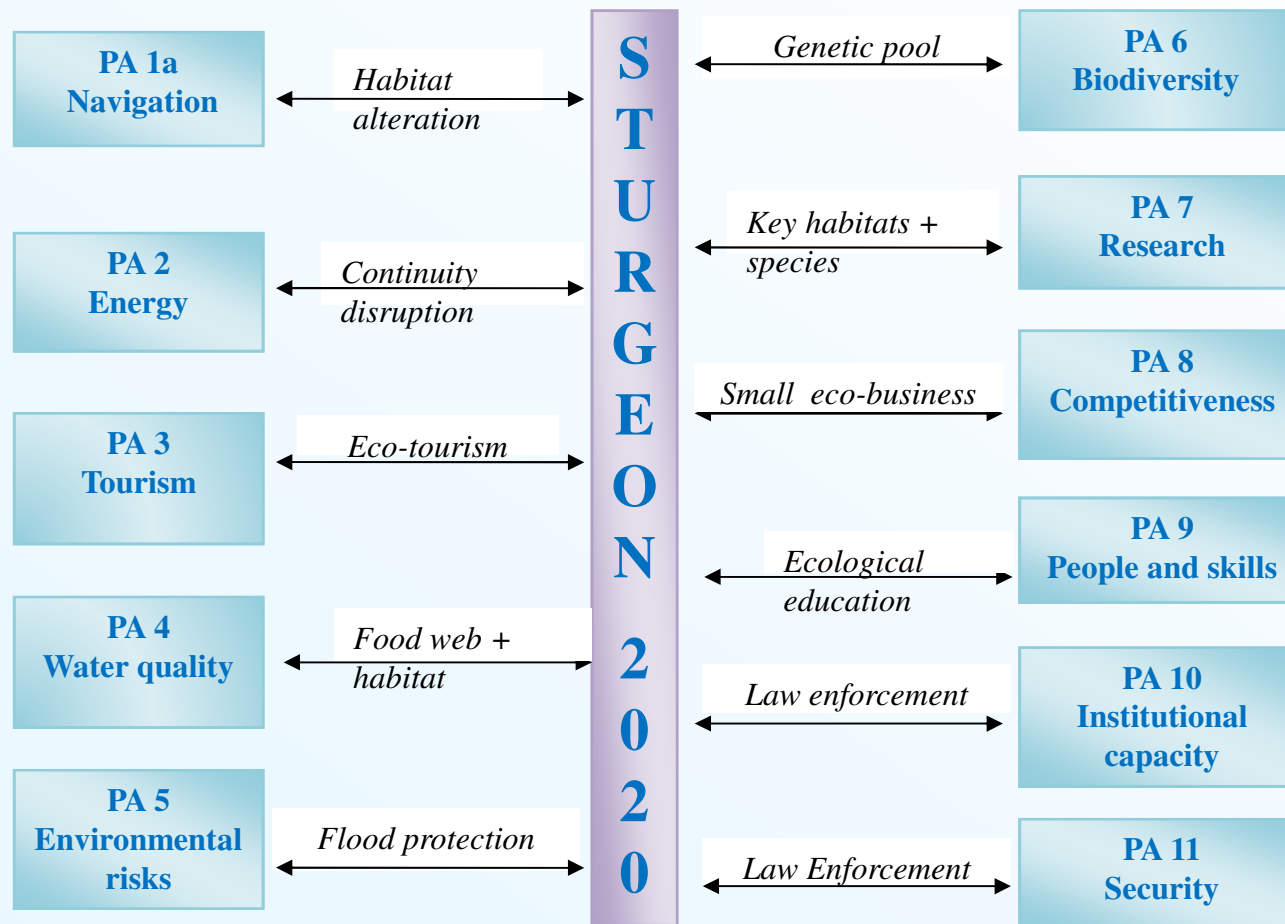 PA 1a
Navigation
Habitat
alteration
PA 2
Energy
Continuity
disruption
PA 3
Tourism
Eco-tourism
PA 4
Water quality
Food web +
habitat
PA 5
Environmental
risks
Flood protection
S
T
U
R
G
E
O
N
2
0
2
0
Genetic pool
PA 6
Biodiversity
Key habitats +
species
PA 7
Research
Small eco-business
PA 8
Competitiveness
Ecological
education
PA 9
People and skills
Law enforcement
PA 10
Institutional
capacity
Law Enforcement
PA 11
Security